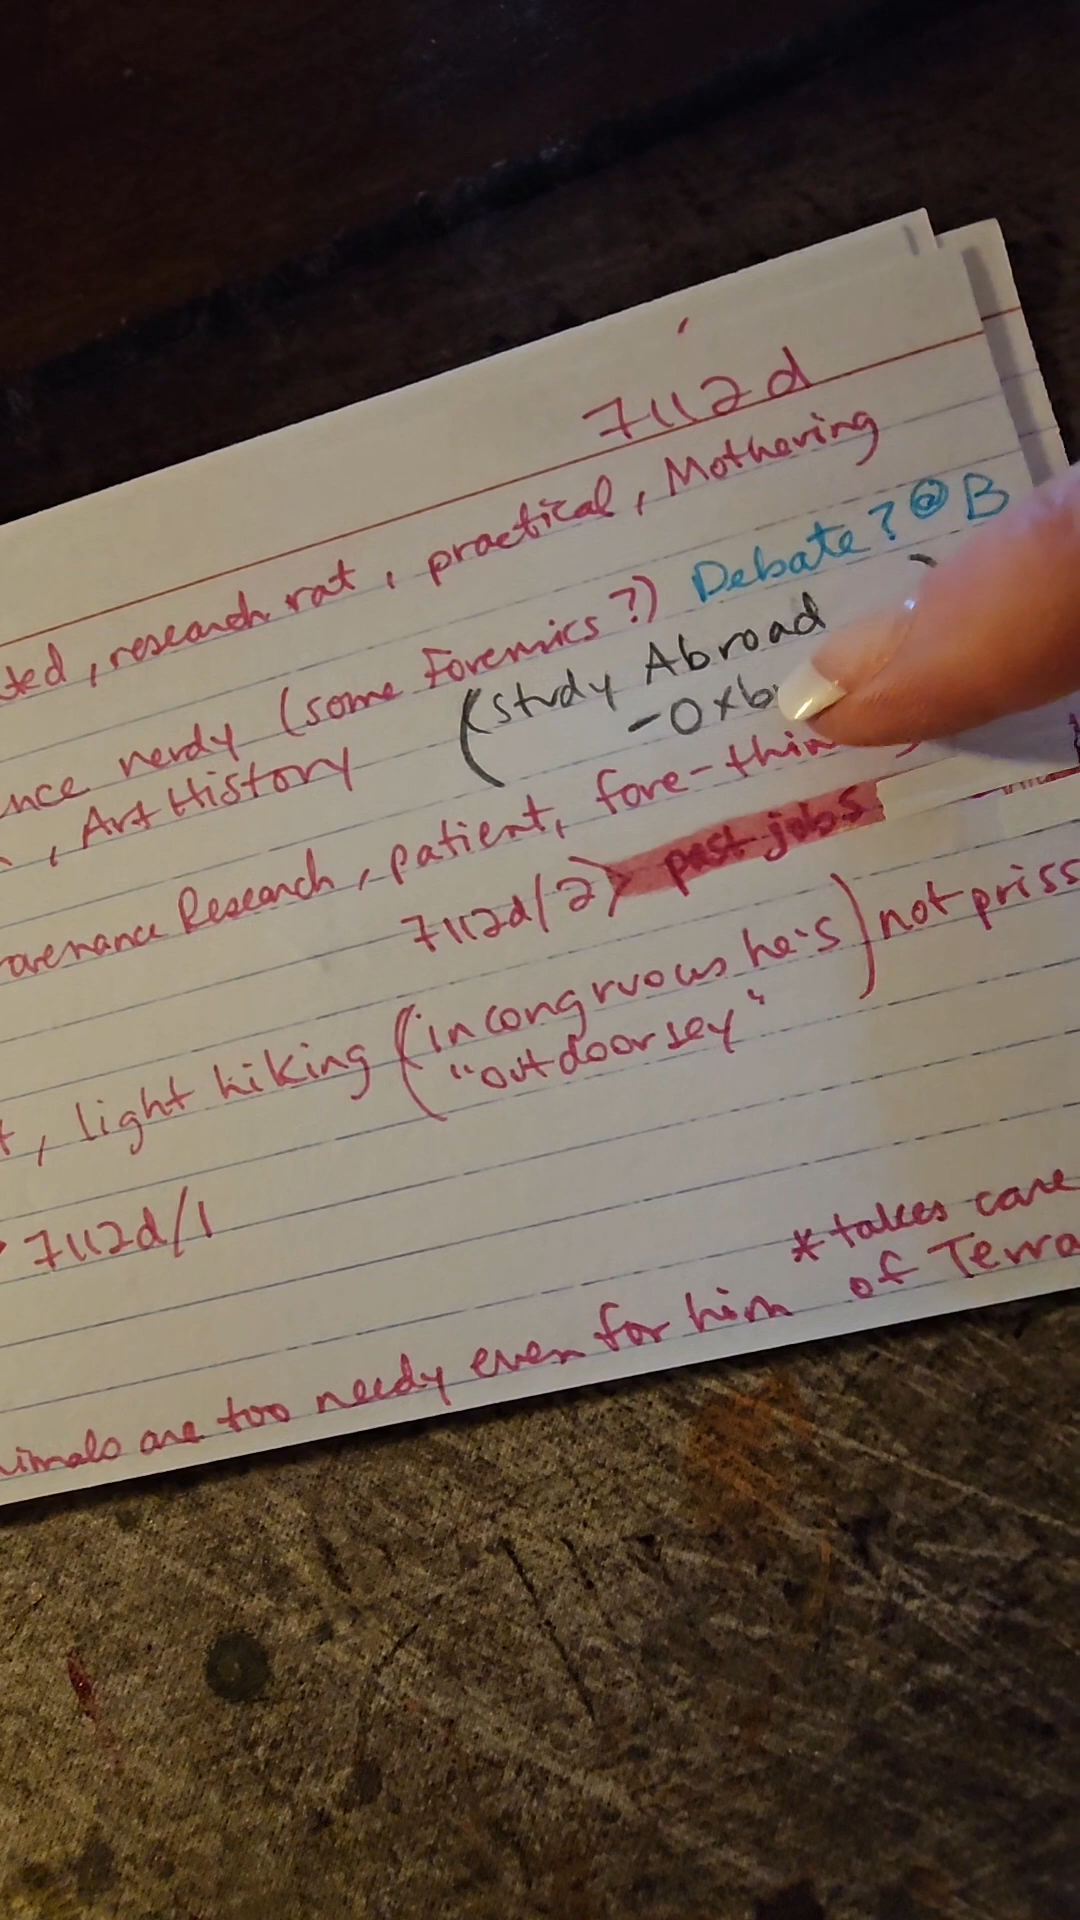 7112d
ted, research rat, practical, Mothering
nce nerdy (some Forensics?) Debate? @ B
, Art History (Study Abroad
-Oxb
ovenance Research, patient, fore-thin
7112d/2 past jobs
t, light hiking (incongruous he's) not priss
"outdoorsey"
7112d/1
*takes care
of Terra
nimals are too needy even for him